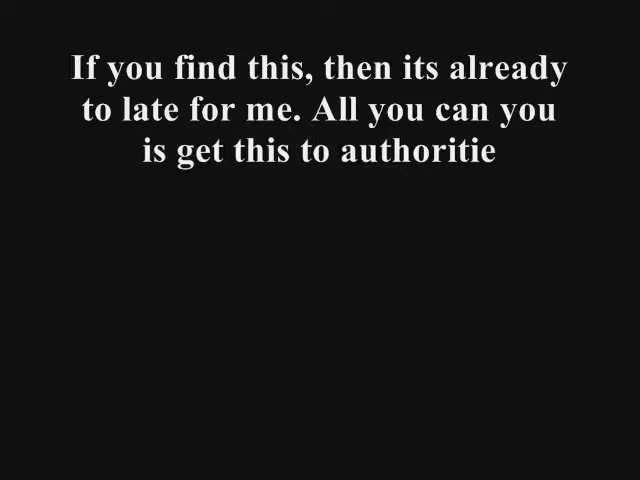 If you find this, then its already
to late for me. All you can you
is get this to authoritie